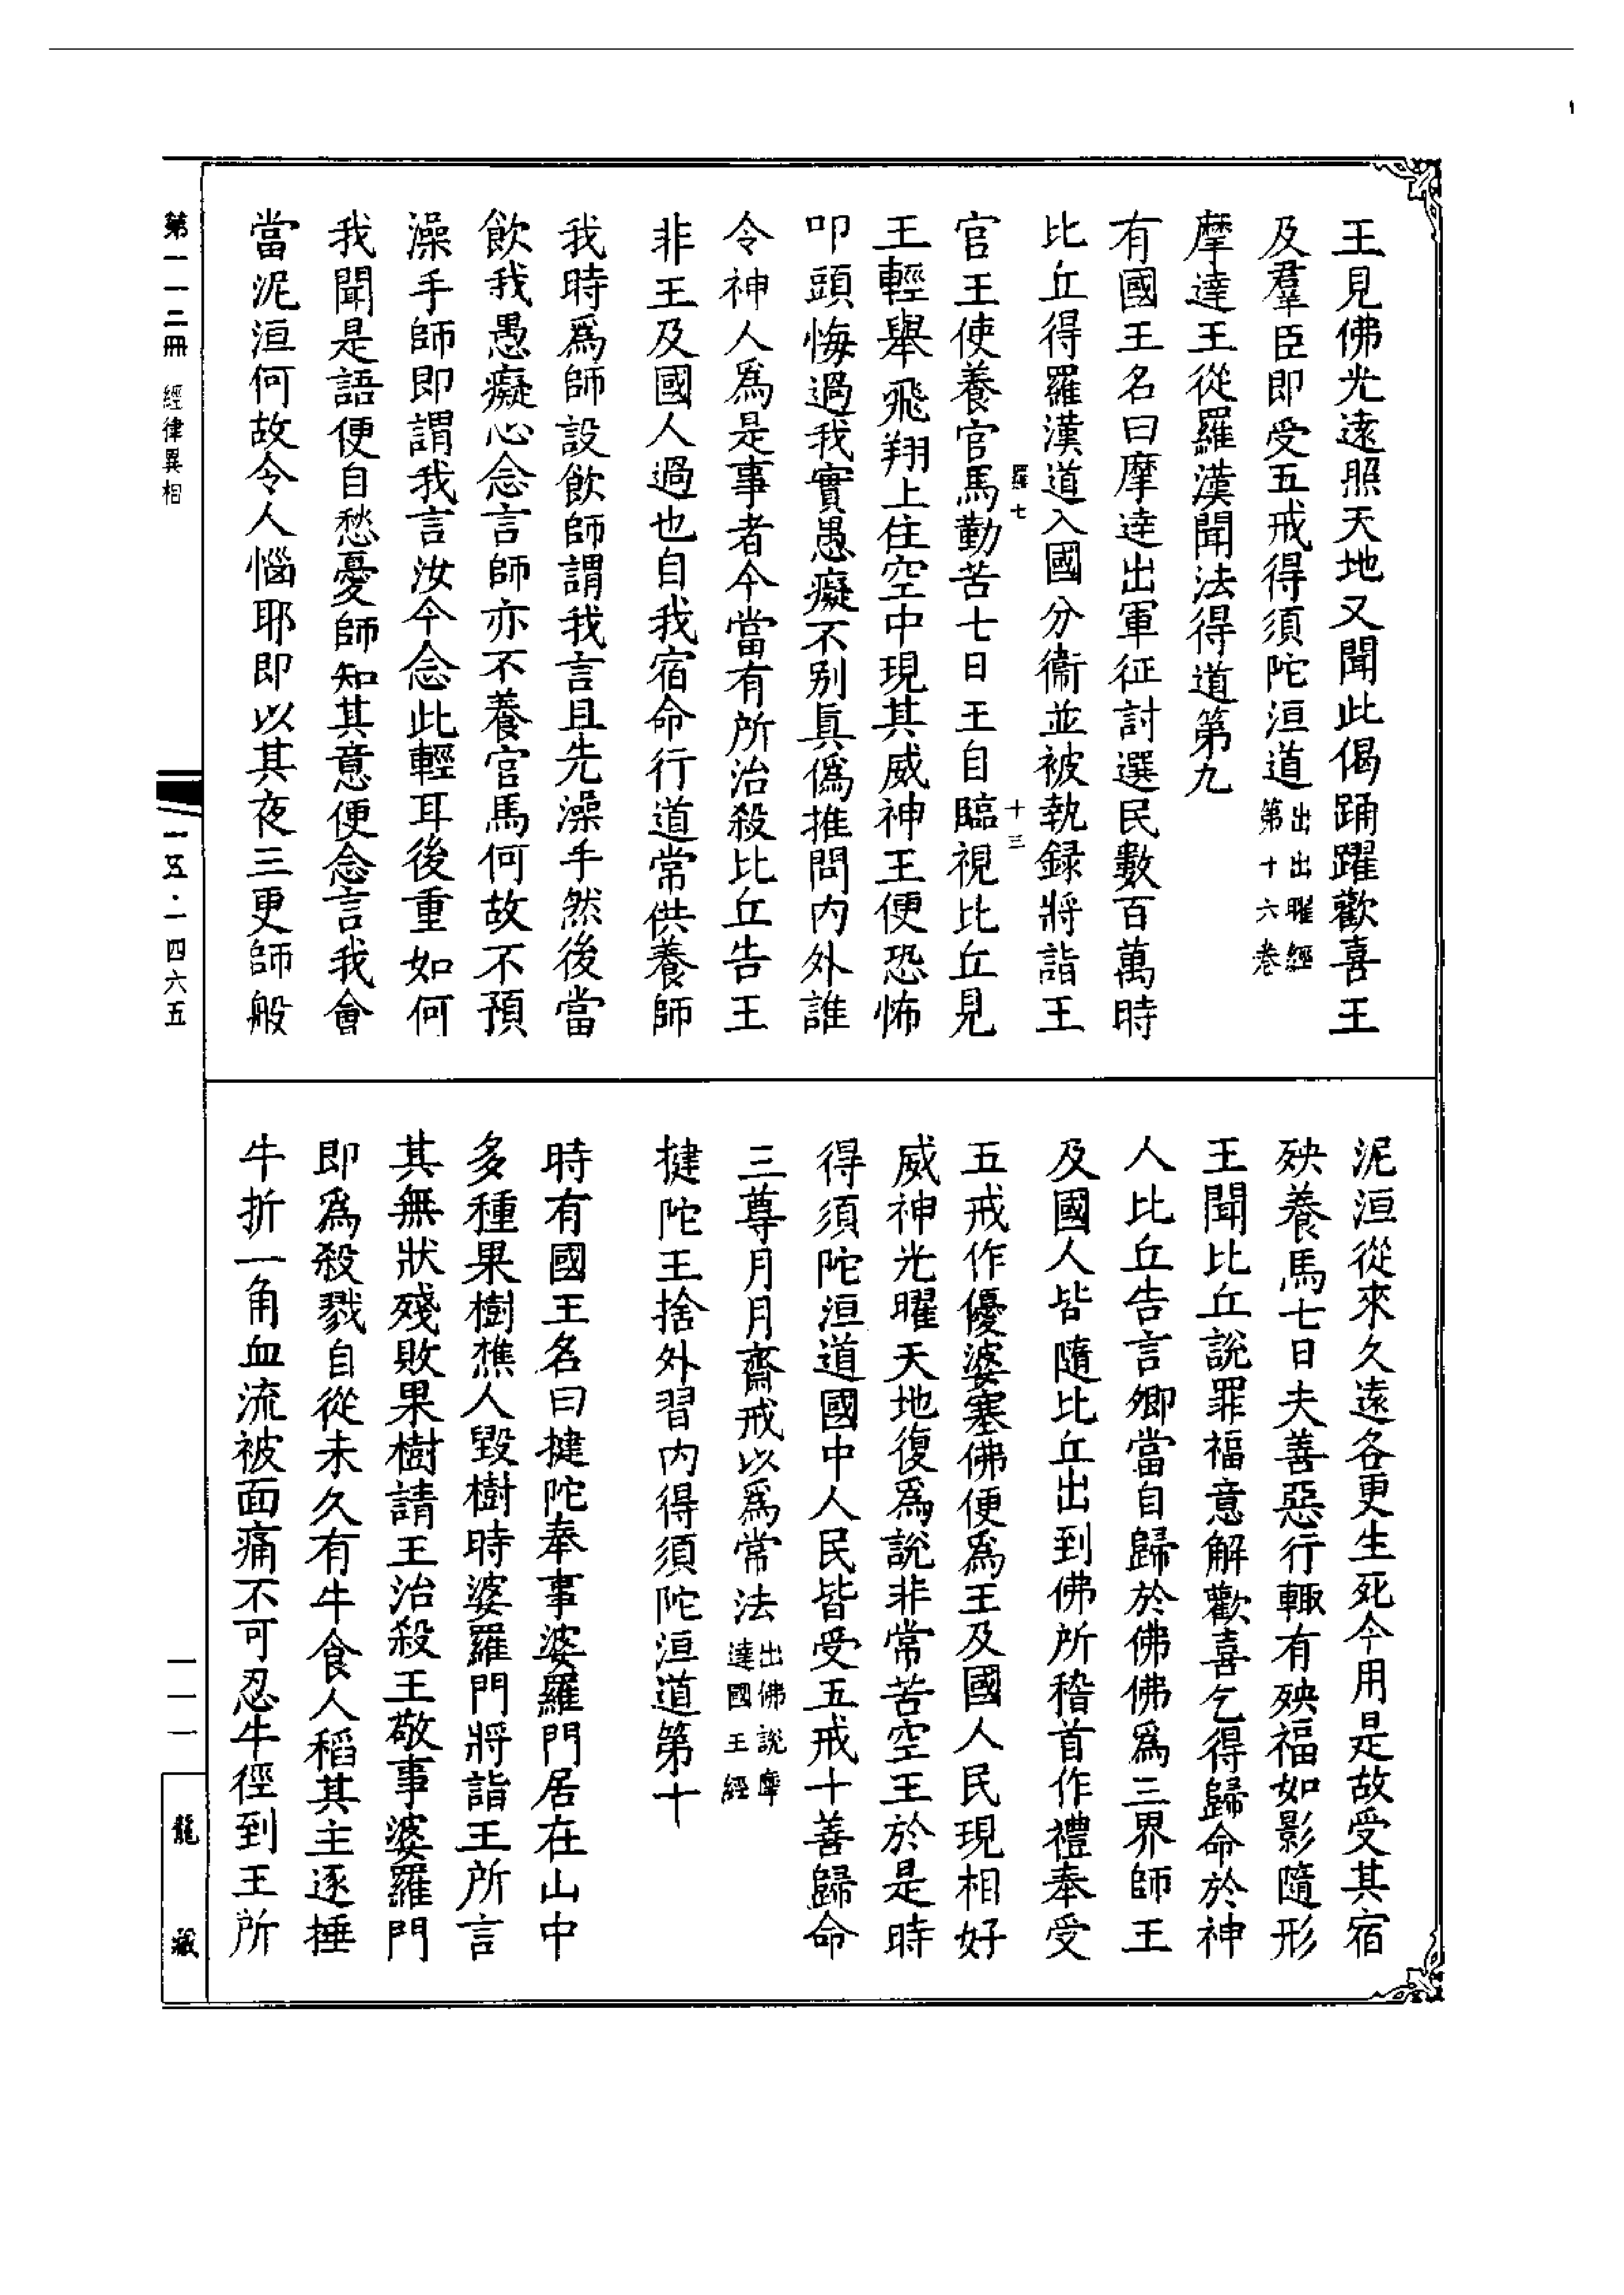 王見佛光遠照天地又聞此偈踊躍歡喜王
及羣臣即受五戒得須陀洹道出出曜經第十六卷
摩達王從羅漢聞法得道第九
有國王名曰摩達出軍征討選民數百萬時
比丘得羅漢道入國分衞並被執録將詣王
羅七
十三
官王使養官馬勤苦七日王自臨視比丘見
王輕舉飛翔上住空中現其威神王便恐怖
叩頭悔過我實愚癡不别眞僞推問内外誰
令神人爲是事者今當有所治殺比丘告王
非王及國人過也自我宿命行道常供養師
我時爲師設飲師謂我言且先澡手然後當
飲我愚癡心念言師亦不養官馬何故不預
澡手師即謂我言汝今念此輕耳後重如何
我聞是語便自愁憂師知其意便念言我會
當泥洹何故令人惱耶即以其夜三更師般
泥洹從來久遠各更生死今用是故受其宿
殃養馬七日夫善惡行輙有殃福如影隨形
王聞比丘說罪福意解歡喜乞得歸命於神
人比丘告言卿當自歸於佛佛爲三界師王
及國人皆隨比丘出到佛所稽首作禮奉受
五戒作優婆塞佛便爲王及國人民現相好
威神光曜天地復爲說非常苦空王於是時
得須陀洹道國中人民皆受五戒十善歸命
三尊月月齋戒以爲常法出佛說摩達國王經
揵陀王捨外習内得須陀洹道第十
時有國王名曰揵陀奉事婆羅門居在山中
多種果樹樵人毀樹時婆羅門將詣王所言
其無狀殘敗果樹請王治殺王敬事婆羅門
即爲殺戮自從未久有牛食人稻其主逐捶
牛折一角血流被面痛不可忍牛徑到王所
第一一二冊 經律異相
一五·一四六五
一一一
龍藏